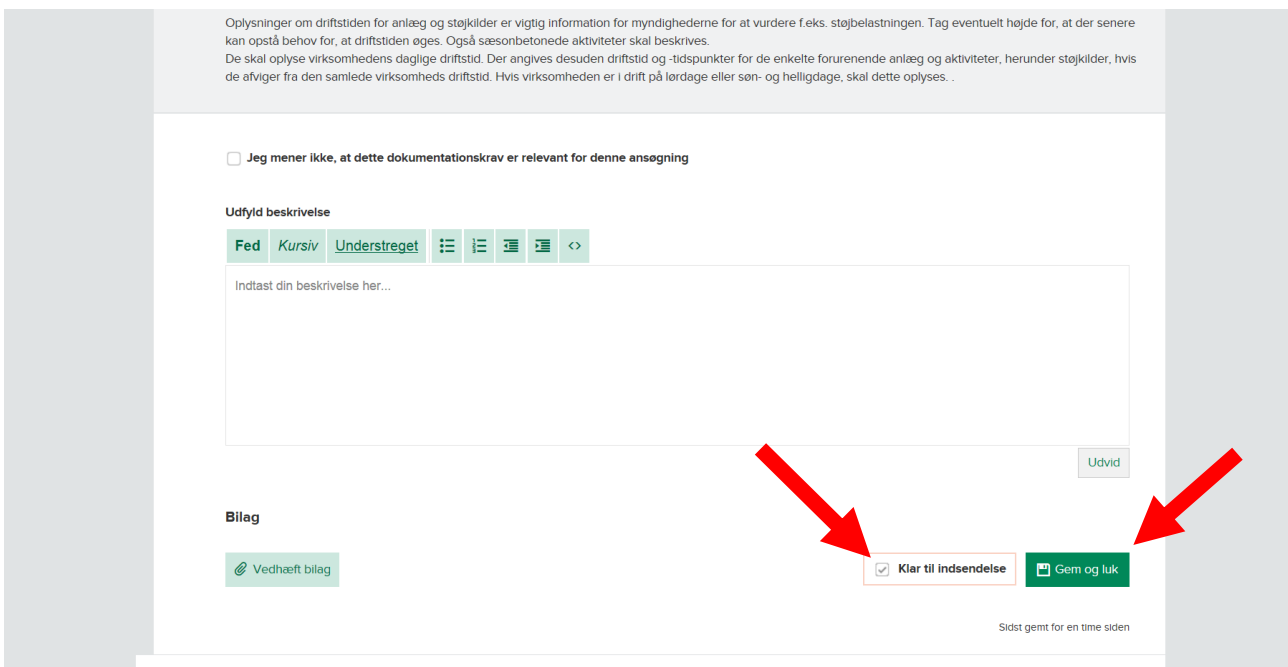 Oplysninger om driftstiden for anlæg og støjkilder er vigtig information for myndighederne for at vurdere f.eks. støjbelastningen. Tag eventuelt højde for, at der senere
kan opstå behov for, at driftstiden øges. Også sæsonbetonede aktiviteter skal beskrives.
De skal oplyse virksomhedens daglige driftstid. Der angives desuden driftstid og -tidspunkter for de enkelte forurenende anlæg og aktiviteter, herunder støjkilder, hvis
de afviger fra den samlede virksomheds driftstid. Hvis virksomheden er i drift på lørdage eller søn- og helligdage, skal dette oplyses. .
Jeg mener ikke, at dette dokumentationskrav er relevant for denne ansøgning
Udfyld beskrivelse
Fed Kursiv Understreget
Indtast din beskrivelse her...
Udvid
Bilag
Vedhæft bilag Klar til indsendelse Gem og luk
Sidst gemt for en time siden